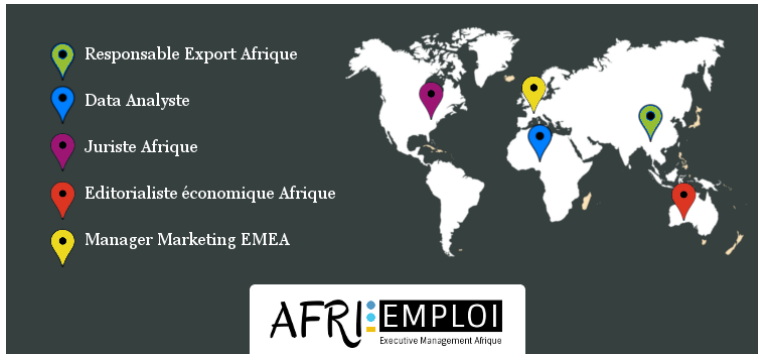 Responsable Export Afrique
Data Analyste
Juriste Afrique
Editorialiste économique Afrique
Manager Marketing EMEA
AFRI EMPLOI
Executive Management Afrique